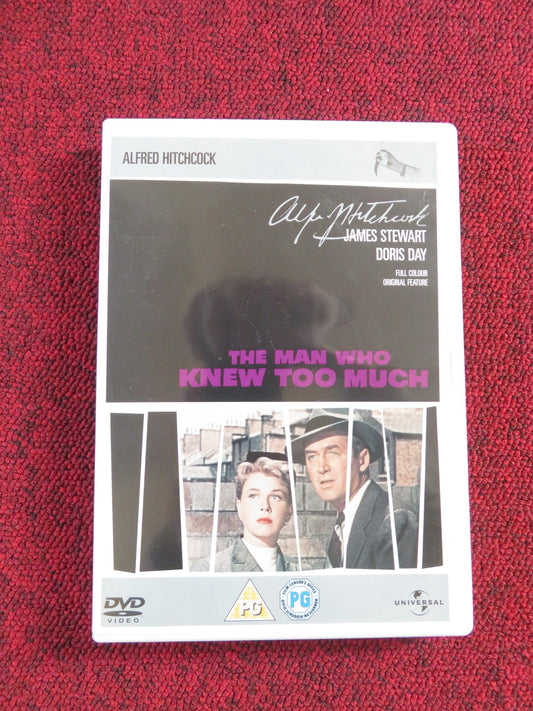 ALFRED HITCHCOCK
Alfred Hitchcock
JAMES STEWART
DORIS DAY
FULL COLOUR
ORIGINAL FEATURE
THE MAN WHO
KNEW TOO MUCH
DVD
VIDEO
PG
PG
UNIVERSAL